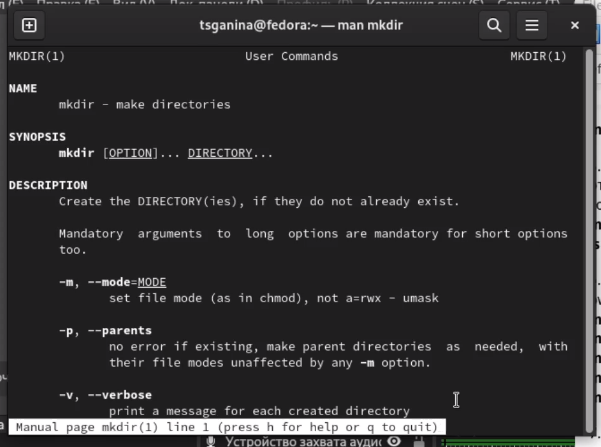 tsganina@fedora:~ — man mkdir
MKDIR(1) User Commands MKDIR(1)
NAME
mkdir - make directories
SYNOPSIS
mkdir [OPTION]... DIRECTORY...
DESCRIPTION
Create the DIRECTORY(ies), if they do not already exist.
Mandatory arguments to long options are mandatory for short options
too.
-m, --mode=MODE
set file mode (as in chmod), not a=rwx - umask
-p, --parents
no error if existing, make parent directories as needed, with
their file modes unaffected by any -m option.
-v, --verbose
print a message for each created directory
Manual page mkdir(1) line 1 (press h for help or q to quit)
Устройство захвата аудио